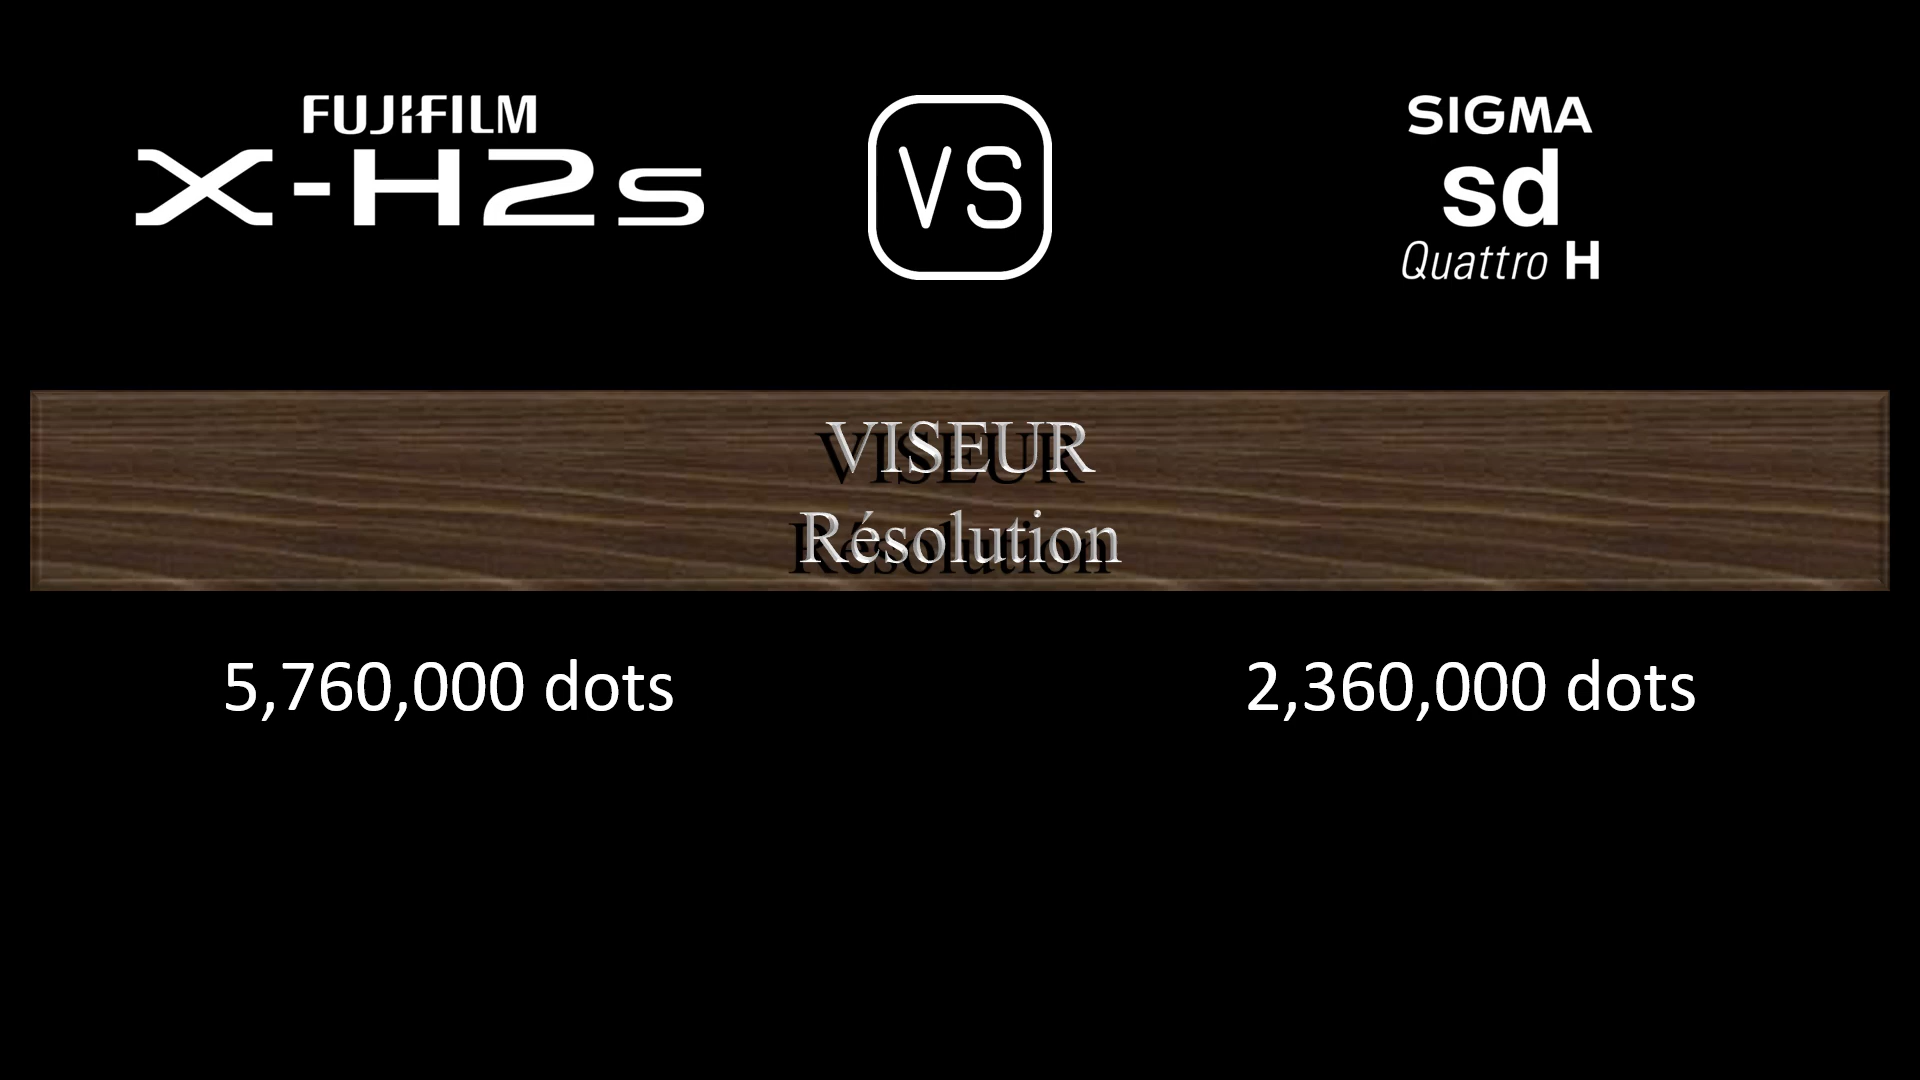 FUJIFILM
X-H2s
VS
SIGMA
sd
Quattro H
VISEUR
Résolution
5,760,000 dots
2,360,000 dots